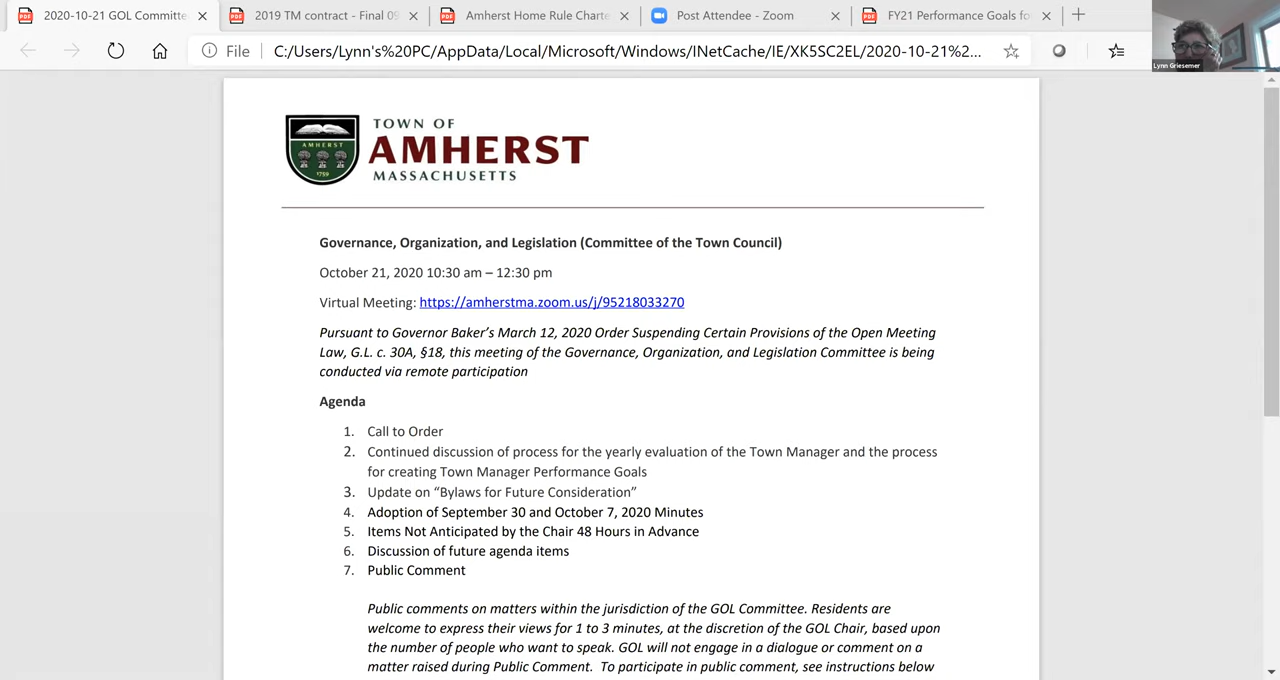 2020-10-21 GOL Committe
2019 TM contract - Final 09
Amherst Home Rule Charte
Post Attendee - Zoom
FY21 Performance Goals fo
File
C:/Users/Lynn's%20PC/AppData/Local/Microsoft/Windows/INetCache/IE/XK5SC2EL/2020-10-21%2...
Lynn Griesemer
AMHERST
1759
TOWN OF
AMHERST
MASSACHUSETTS
Governance, Organization, and Legislation (Committee of the Town Council)
October 21, 2020 10:30 am – 12:30 pm
Virtual Meeting: https://amherstma.zoom.us/j/95218033270
Pursuant to Governor Baker's March 12, 2020 Order Suspending Certain Provisions of the Open Meeting
Law, G.L. c. 30A, §18, this meeting of the Governance, Organization, and Legislation Committee is being
conducted via remote participation
Agenda
1. Call to Order
2. Continued discussion of process for the yearly evaluation of the Town Manager and the process
for creating Town Manager Performance Goals
3. Update on “Bylaws for Future Consideration”
4. Adoption of September 30 and October 7, 2020 Minutes
5. Items Not Anticipated by the Chair 48 Hours in Advance
6. Discussion of future agenda items
7. Public Comment
Public comments on matters within the jurisdiction of the GOL Committee. Residents are
welcome to express their views for 1 to 3 minutes, at the discretion of the GOL Chair, based upon
the number of people who want to speak. GOL will not engage in a dialogue or comment on a
matter raised during Public Comment.  To participate in public comment, see instructions below